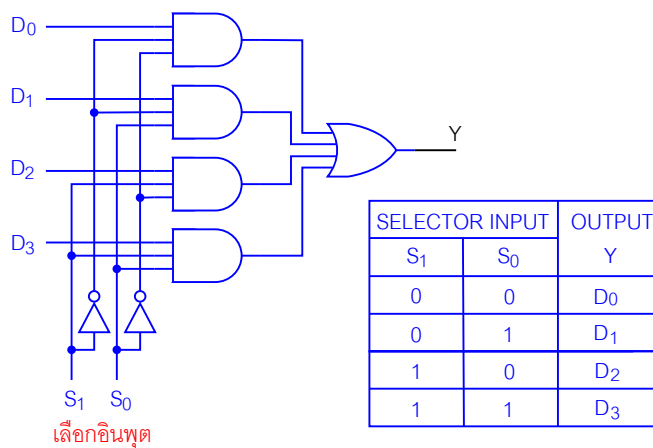 D0
D1
D2
D3
Y
S1 S0
เลือกอินพุต
SELECTOR INPUT OUTPUT
S1 S0 Y
0 0 D0
0 1 D1
1 0 D2
1 1 D3